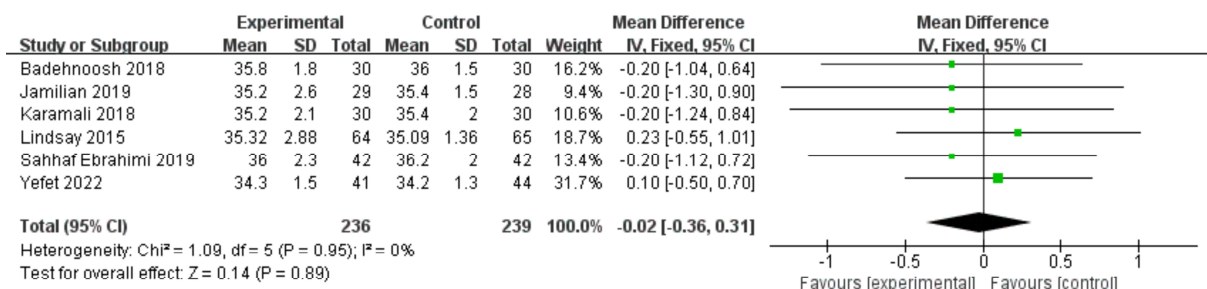 Experimental Control Mean Difference Mean Difference
Study or Subgroup Mean SD Total Mean SD Total Weight IV, Fixed, 95% CI IV, Fixed, 95% CI
Badehnoosh 2018 35.8 1.8 30 36 1.5 30 16.2% -0.20 [-1.04, 0.64]
Jamilian 2019 35.2 2.6 29 35.4 1.5 28 9.4% -0.20 [-1.30, 0.90]
Karamali 2018 35.2 2.1 30 35.4 2 30 10.6% -0.20 [-1.24, 0.84]
Lindsay 2015 35.32 2.88 64 35.09 1.36 65 18.7% 0.23 [-0.55, 1.01]
Sahhaf Ebrahimi 2019 36 2.3 42 36.2 2 42 13.4% -0.20 [-1.12, 0.72]
Yefet 2022 34.3 1.5 41 34.2 1.3 44 31.7% 0.10 [-0.50, 0.70]
Total (95% CI) 236 239 100.0% -0.02 [-0.36, 0.31]
Heterogeneity: Chi² = 1.09, df = 5 (P = 0.95); I² = 0%
Test for overall effect: Z = 0.14 (P = 0.89)
-1 -0.5 0 0.5 1
Favours [experimental] Favours [control]